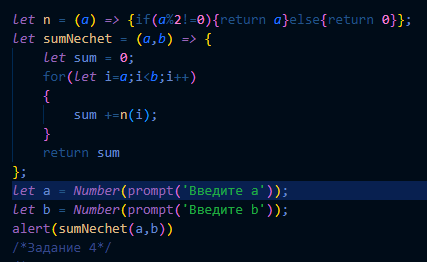 let n = (a) => {if(a%2!=0){return a}else{return 0}};
let sumNechet = (a,b) => {
    let sum = 0;
    for(let i=a;i<b;i++)
    {
        sum +=n(i);
    }
    return sum
};
let a = Number(prompt('Введите a'));
let b = Number(prompt('Введите b'));
alert(sumNechet(a,b))
/*Задание 4*/